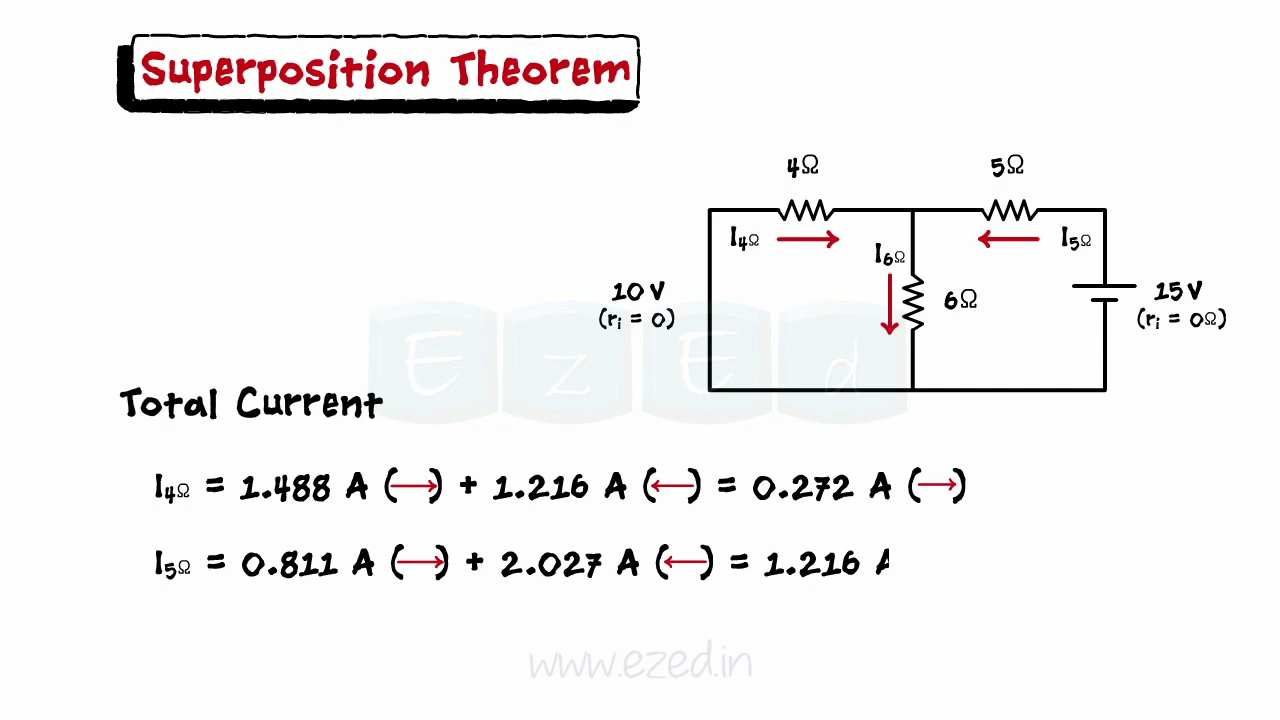 Superposition Theorem
4Ω
5Ω
I4Ω
I6Ω
I5Ω
10 V
(ri = 0)
6Ω
15 V
(ri = 0Ω)
EzEd
Total Current
I4Ω = 1.488 A (→) + 1.216 A (←) = 0.272 A (→)
I5Ω = 0.811 A (→) + 2.027 A (←) = 1.216 A
www.ezed.in